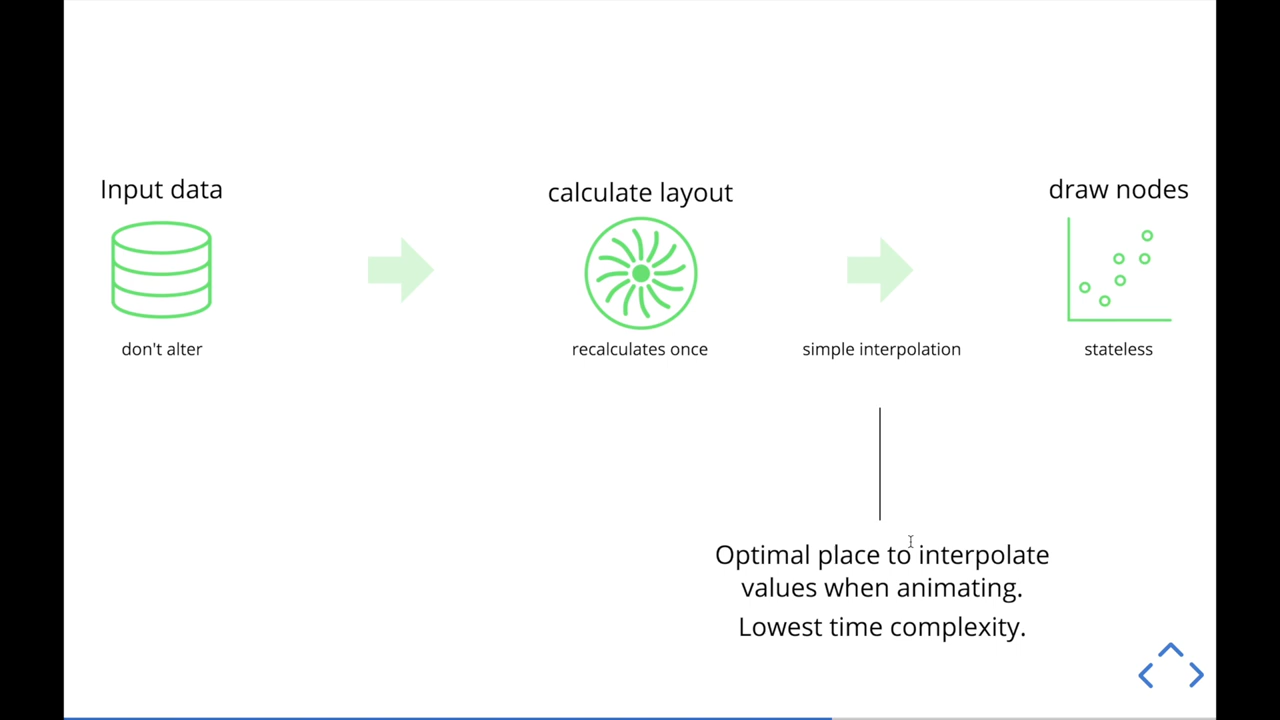 Input data
calculate layout
draw nodes
don't alter
recalculates once
simple interpolation
stateless
Optimal place to interpolate
values when animating.
Lowest time complexity.